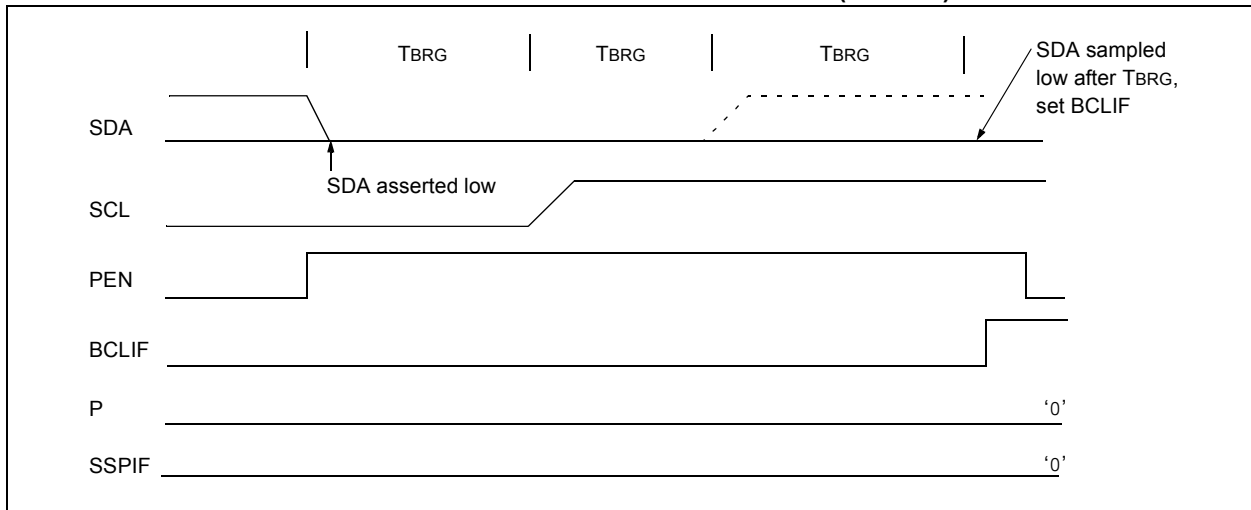 TBRG TBRG TBRG
SDA sampled
low after TBRG,
set BCLIF
SDA
SDA asserted low
SCL
PEN
BCLIF
P
'0'
SSPIF
'0'